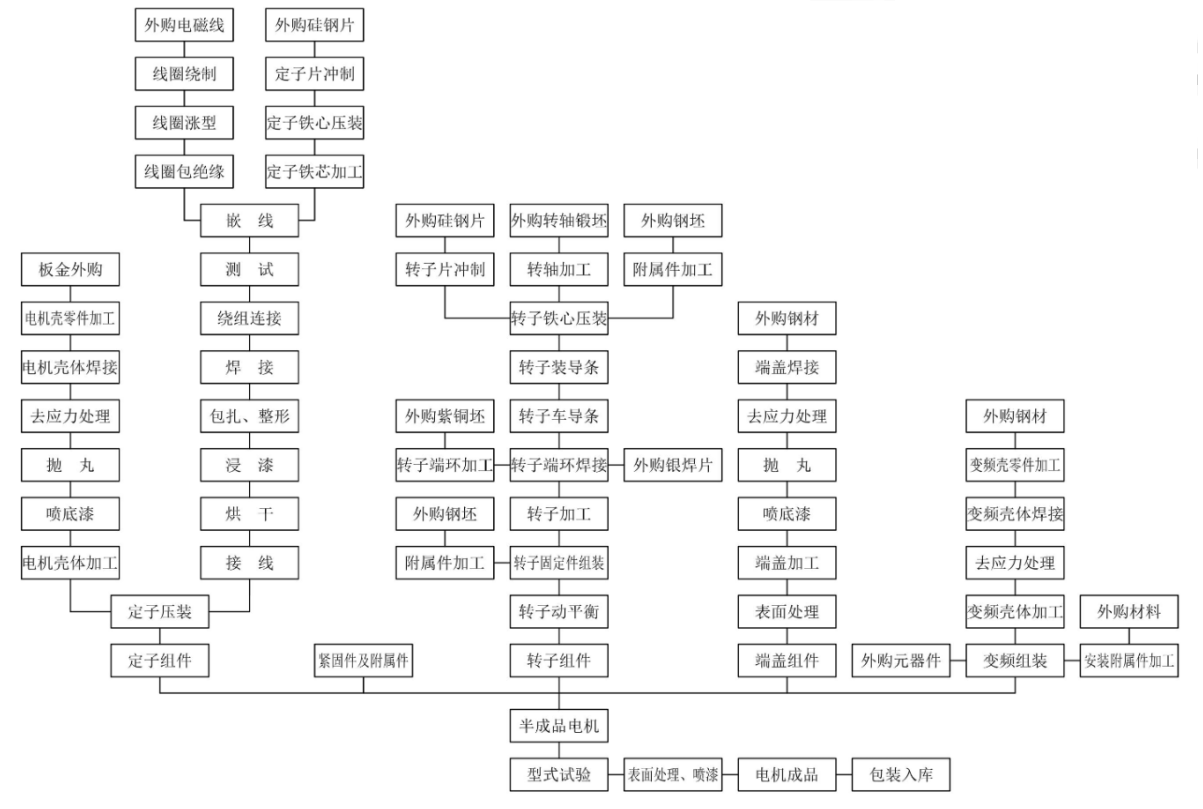 外购电磁线
外购硅钢片
线圈绕制
定子片冲制
线圈涨型
定子铁心压装
线圈包绝缘
定子铁芯加工
嵌 线
外购硅钢片
外购转轴锻坯
外购钢坯
板金外购
测 试
转子片冲制
转轴加工
附属件加工
电机壳零件加工
绕组连接
转子铁心压装
外购钢材
电机壳体焊接
焊 接
转子装导条
端盖焊接
去应力处理
包扎、整形
外购紫铜坯
转子车导条
去应力处理
外购钢材
抛 丸
浸 漆
转子端环加工
转子端环焊接
外购银焊片
抛 丸
变频壳零件加工
喷底漆
烘 干
外购钢坯
转子加工
喷底漆
变频壳体焊接
电机壳体加工
接 线
附属件加工
转子固定件组装
端盖加工
去应力处理
定子压装
转子动平衡
表面处理
变频壳体加工
外购材料
定子组件
紧固件及附属件
转子组件
端盖组件
外购元器件
变频组装
安装附属件加工
半成品电机
型式试验
表面处理、喷漆
电机成品
包装入库